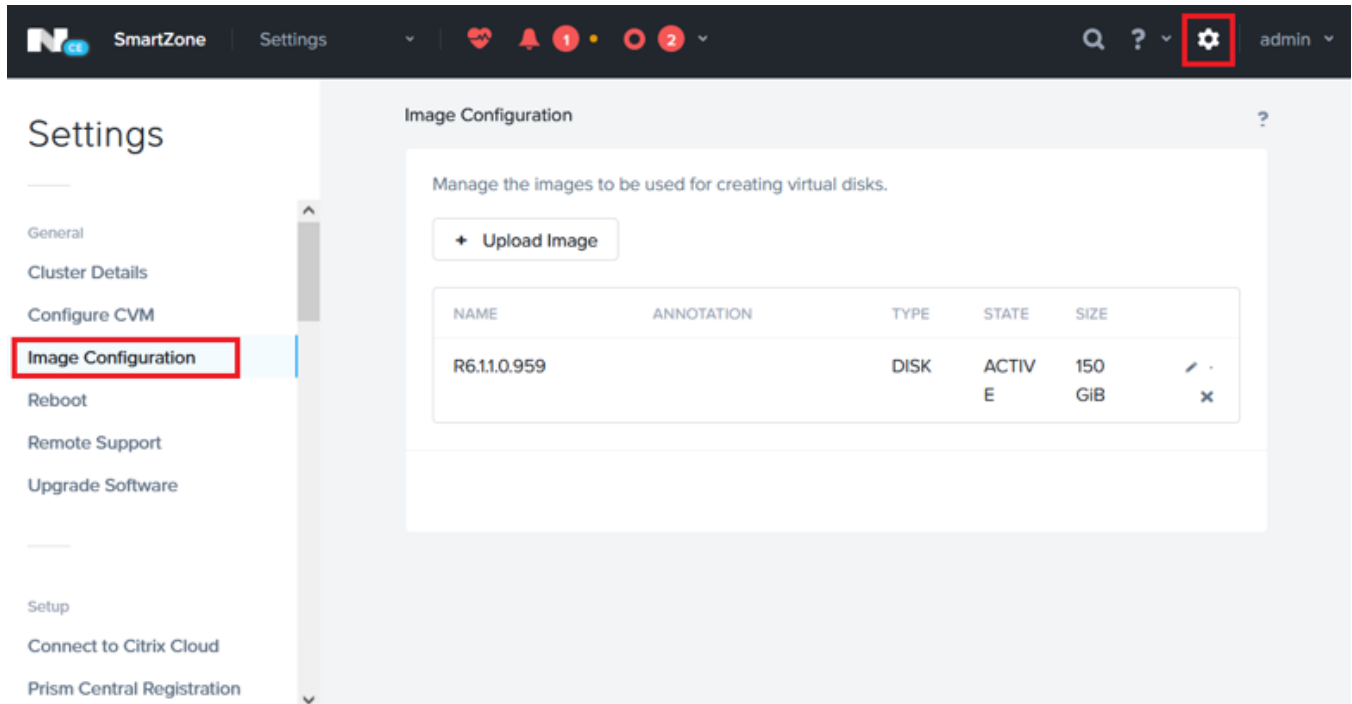 N CE SmartZone Settings 1 2 ? admin
Settings
General
Cluster Details
Configure CVM
Image Configuration
Reboot
Remote Support
Upgrade Software
Setup
Connect to Citrix Cloud
Prism Central Registration
Image Configuration ?
Manage the images to be used for creating virtual disks.
+ Upload Image
NAME ANNOTATION TYPE STATE SIZE
R6.1.1.0.959 DISK ACTIV 150
E GiB